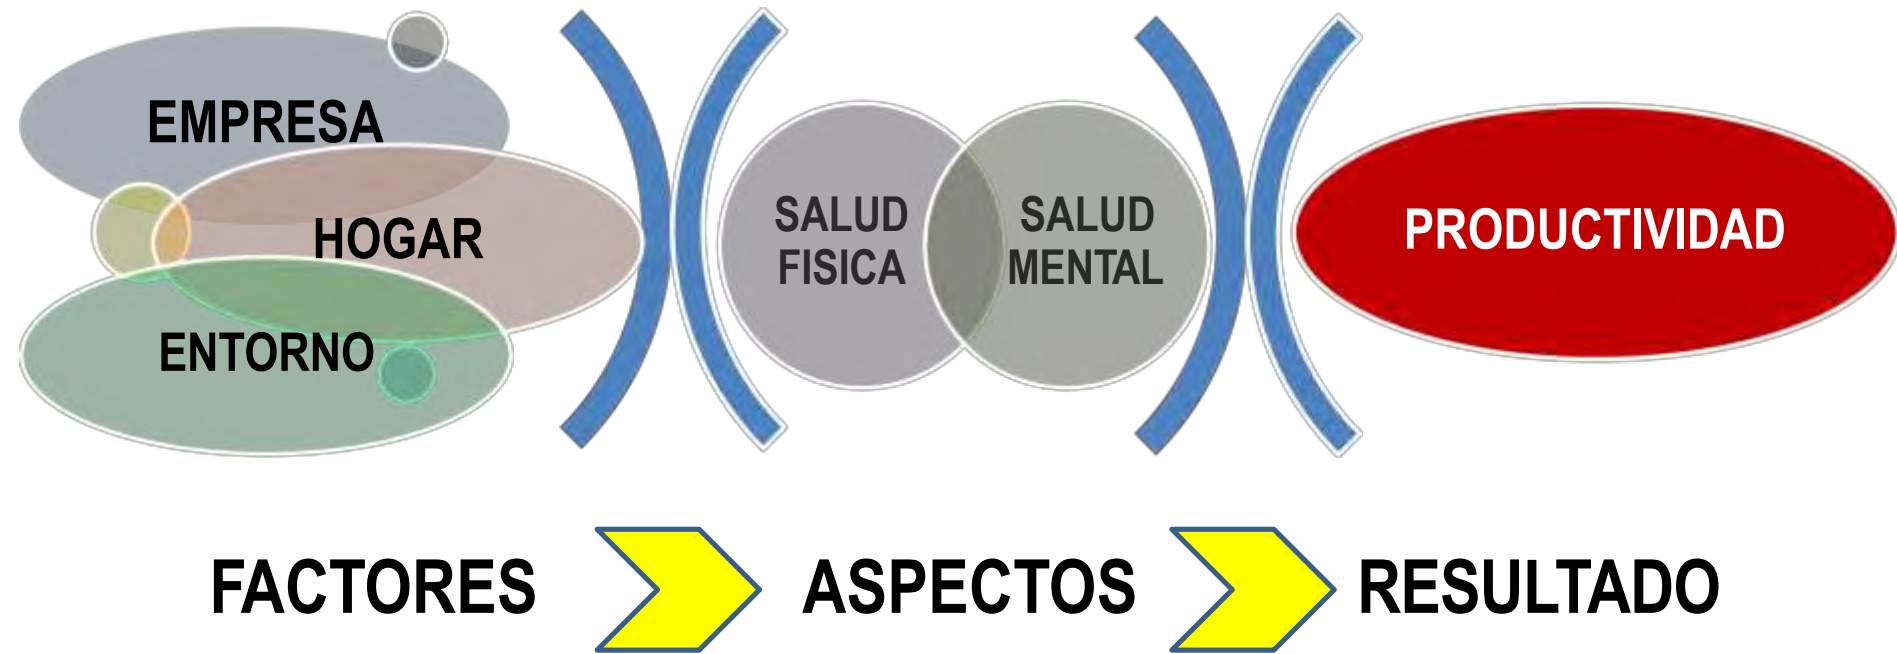 EMPRESA
HOGAR
ENTORNO
SALUD
FISICA
SALUD
MENTAL
PRODUCTIVIDAD
FACTORES
ASPECTOS
RESULTADO